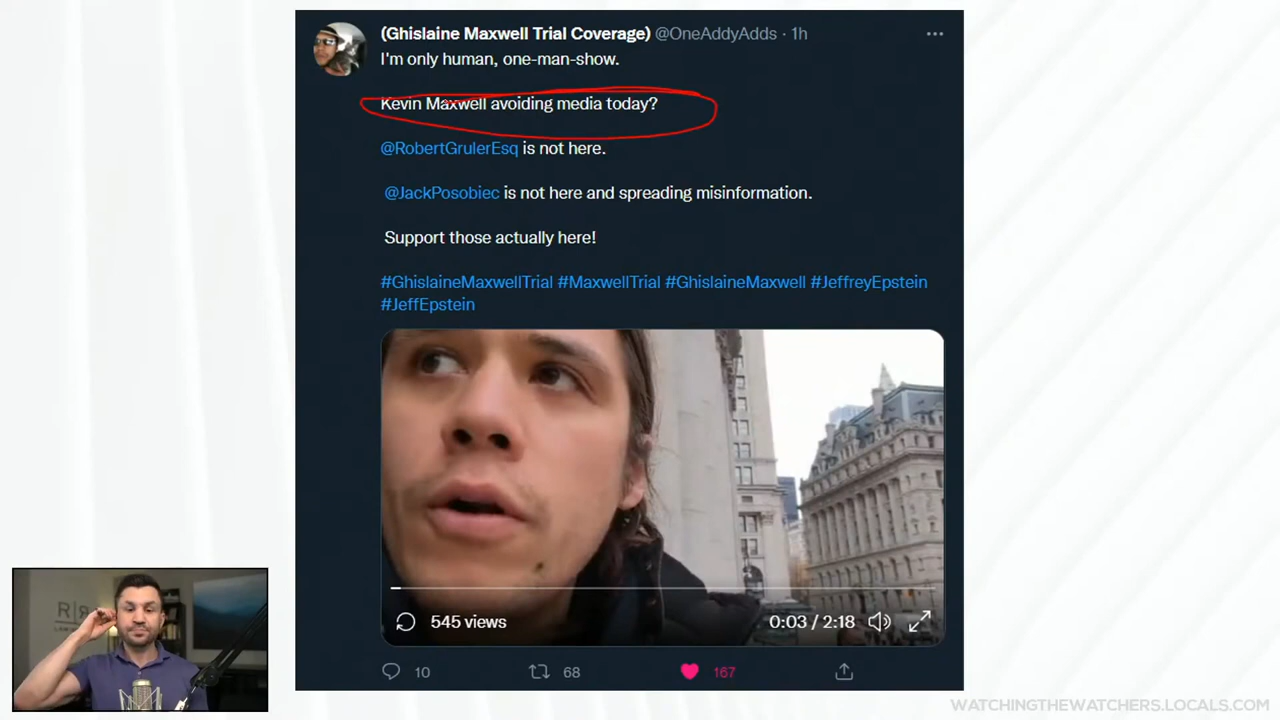 (Ghislaine Maxwell Trial Coverage) @OneAddyAdds · 1h
I'm only human, one-man-show.
Kevin Maxwell avoiding media today?
@RobertGrulerEsq is not here.
@JackPosobiec is not here and spreading misinformation.
Support those actually here!
#GhislaineMaxwellTrial #MaxwellTrial #GhislaineMaxwell #JeffreyEpstein
#JeffEpstein
545 views
0:03 / 2:18
10
68
167
WATCHINGTHEWATCHERS.LOCALS.COM